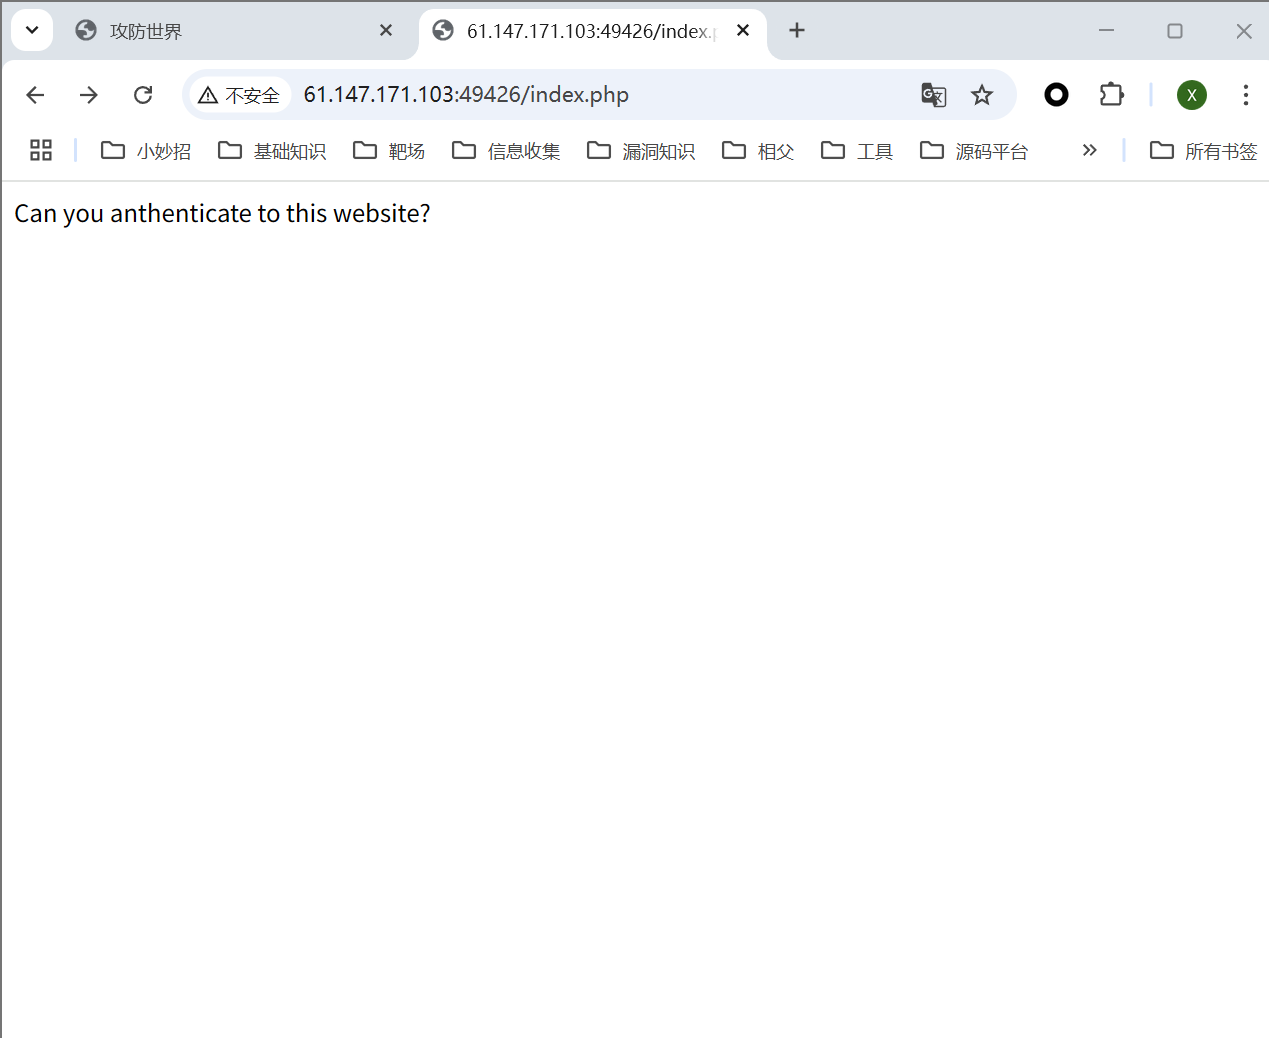 攻防世界
61.147.171.103:49426/index.p
不安全 61.147.171.103:49426/index.php
X
小妙招 基础知识 靶场 信息收集 漏洞知识 相父 工具 源码平台 » 所有书签
Can you anthenticate to this website?